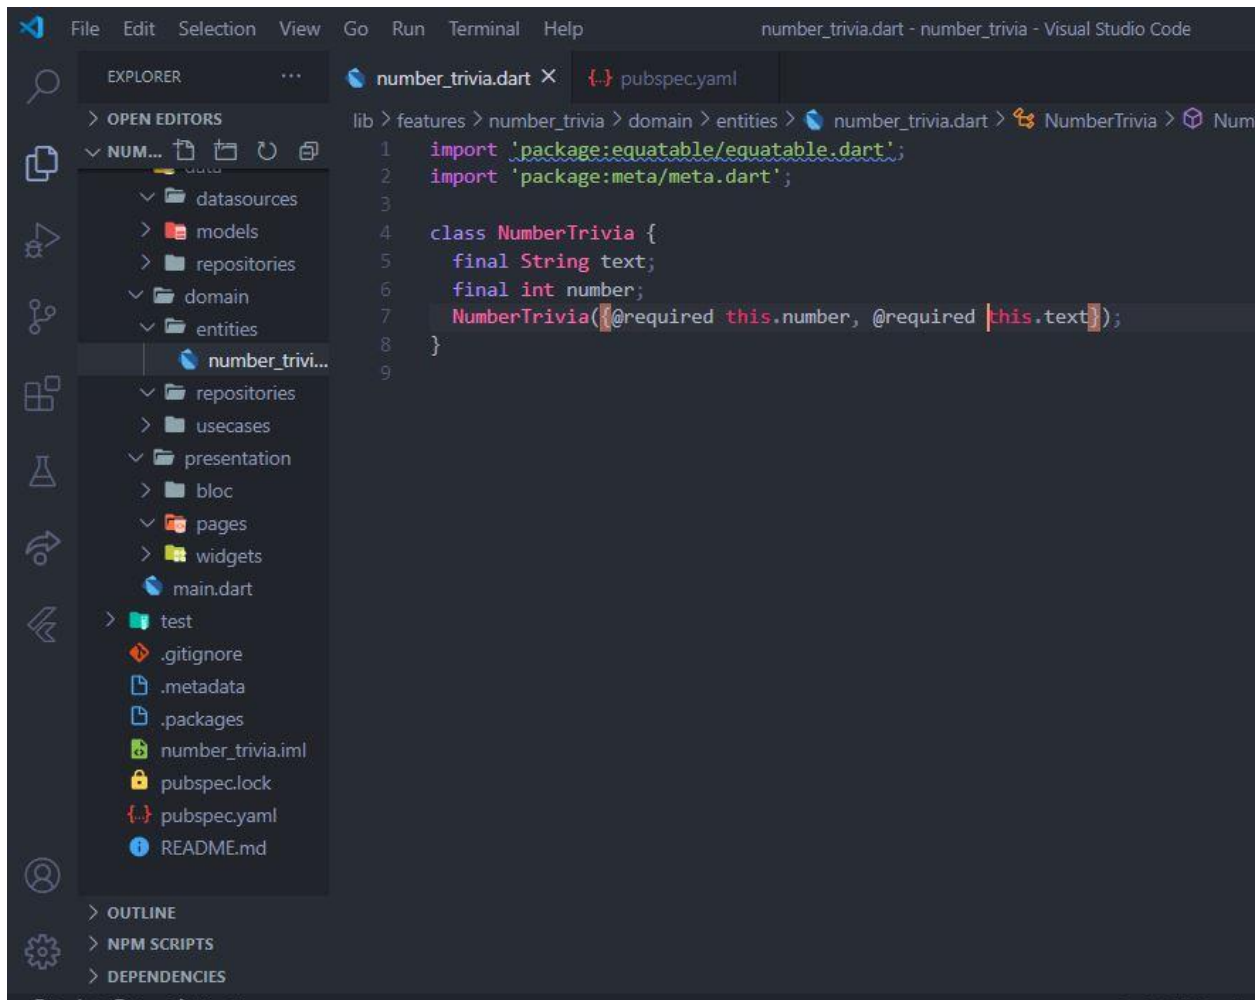 File Edit Selection View Go Run Terminal Help number_trivia.dart - number_trivia - Visual Studio Code
EXPLORER ···
OPEN EDITORS
NUM...
data
datasources
models
repositories
domain
entities
number_trivi...
repositories
usecases
presentation
bloc
pages
widgets
main.dart
test
.gitignore
.metadata
.packages
number_trivia.iml
pubspec.lock
pubspec.yaml
README.md
OUTLINE
NPM SCRIPTS
DEPENDENCIES
number_trivia.dart {..} pubspec.yaml
lib > features > number_trivia > domain > entities > number_trivia.dart > NumberTrivia > Num
1 import 'package:equatable/equatable.dart';
2 import 'package:meta/meta.dart';
3
4 class NumberTrivia {
5 final String text;
6 final int number;
7 NumberTrivia({@required this.number, @required this.text});
8 }
9